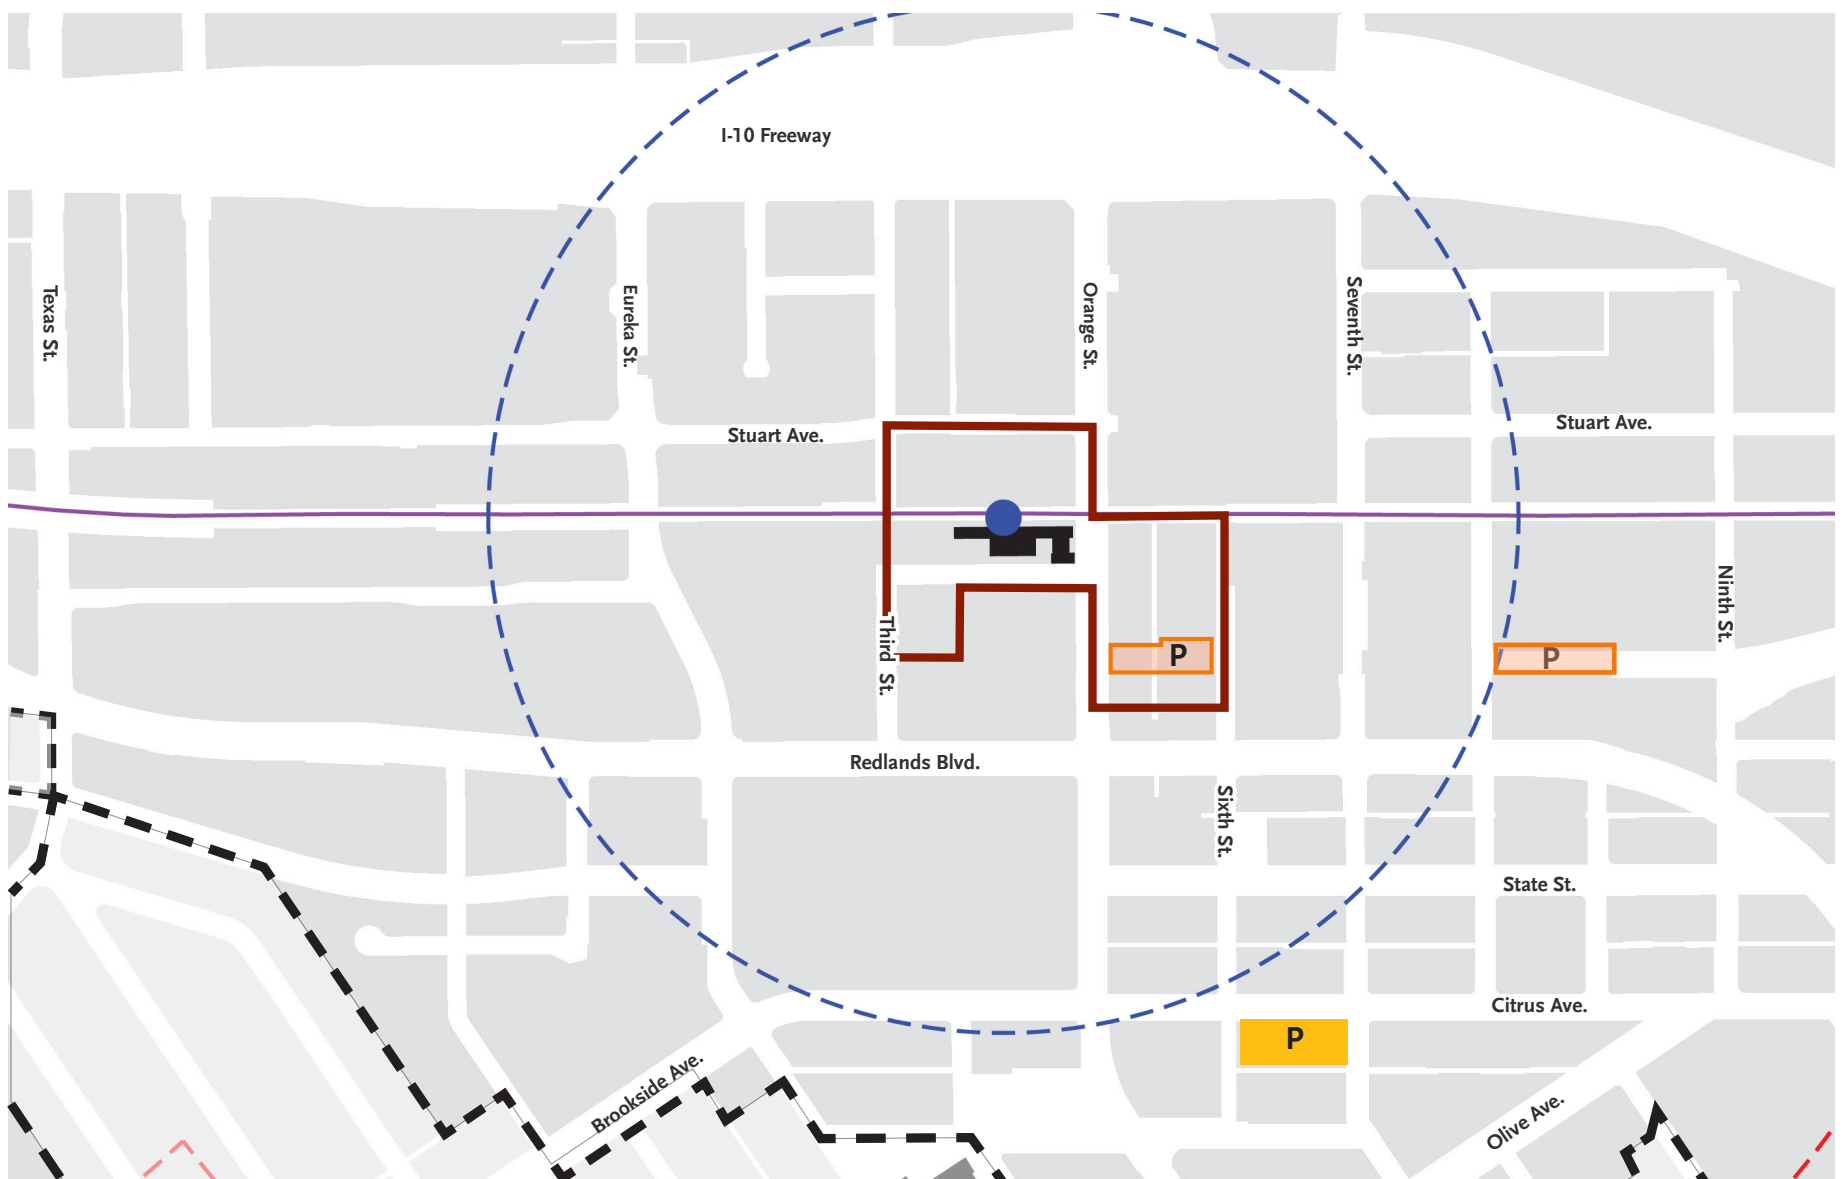 I-10 Freeway
Texas St.
Eureka St.
Orange St.
Seventh St.
Stuart Ave.
Stuart Ave.
Ninth St.
Third St.
P
P
Redlands Blvd.
Sixth St.
State St.
Citrus Ave.
P
Brookside Ave.
Olive Ave.